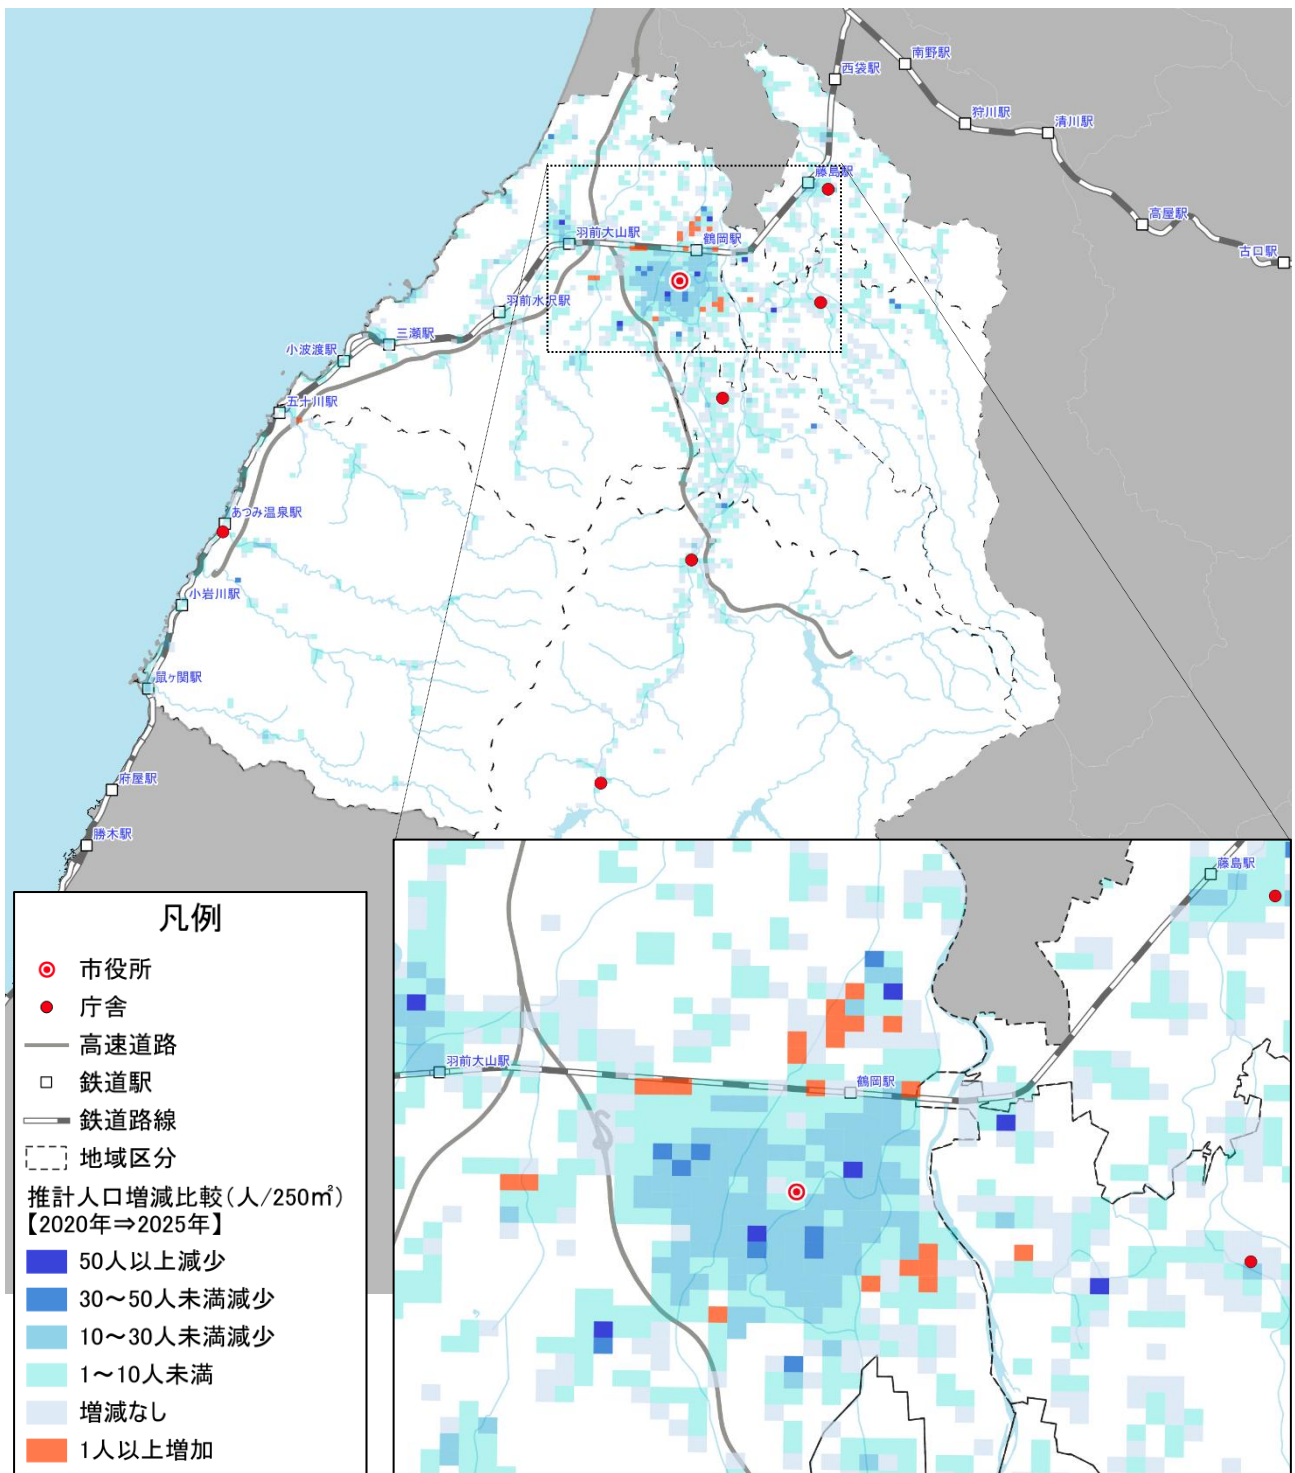 南野駅
西袋駅
狩川駅
清川駅
藤島駅
高屋駅
古口駅
羽前大山駅
鶴岡駅
羽前水沢駅
三瀬駅
小波渡駅
五十川駅
あつみ温泉駅
小岩川駅
鼠ヶ関駅
府屋駅
勝木駅
藤島駅
羽前大山駅
鶴岡駅
凡例
市役所
庁舎
高速道路
鉄道駅
鉄道路線
地域区分
推計人口増減比較(人/250㎡)
【2020年⇒2025年】
50人以上減少
30～50人未満減少
10～30人未満減少
1～10人未満
増減なし
1人以上増加